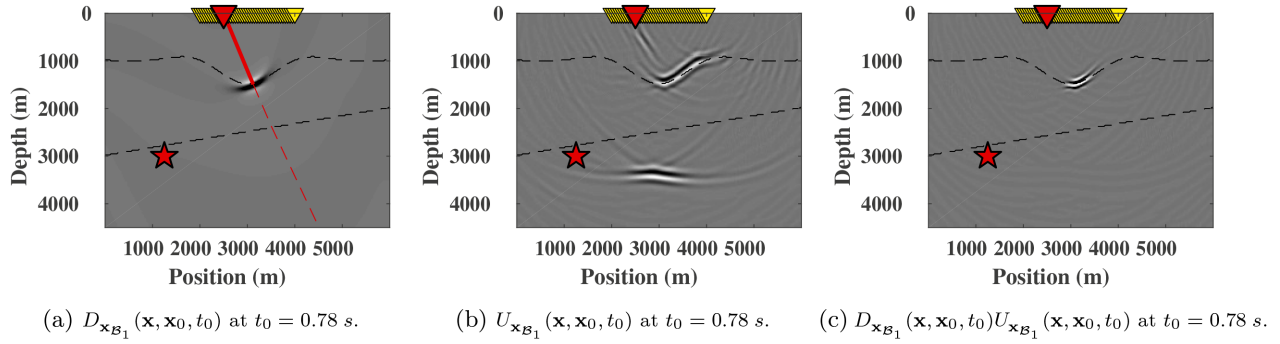 0
1000
2000
3000
4000
Depth (m)
1000 2000 3000 4000 5000
Position (m)
(a) D_{x_{B_1}}(x, x_0, t_0) at t_0 = 0.78 s.
0
1000
2000
3000
4000
Depth (m)
1000 2000 3000 4000 5000
Position (m)
(b) U_{x_{B_1}}(x, x_0, t_0) at t_0 = 0.78 s.
0
1000
2000
3000
4000
Depth (m)
1000 2000 3000 4000 5000
Position (m)
(c) D_{x_{B_1}}(x, x_0, t_0)U_{x_{B_1}}(x, x_0, t_0) at t_0 = 0.78 s.